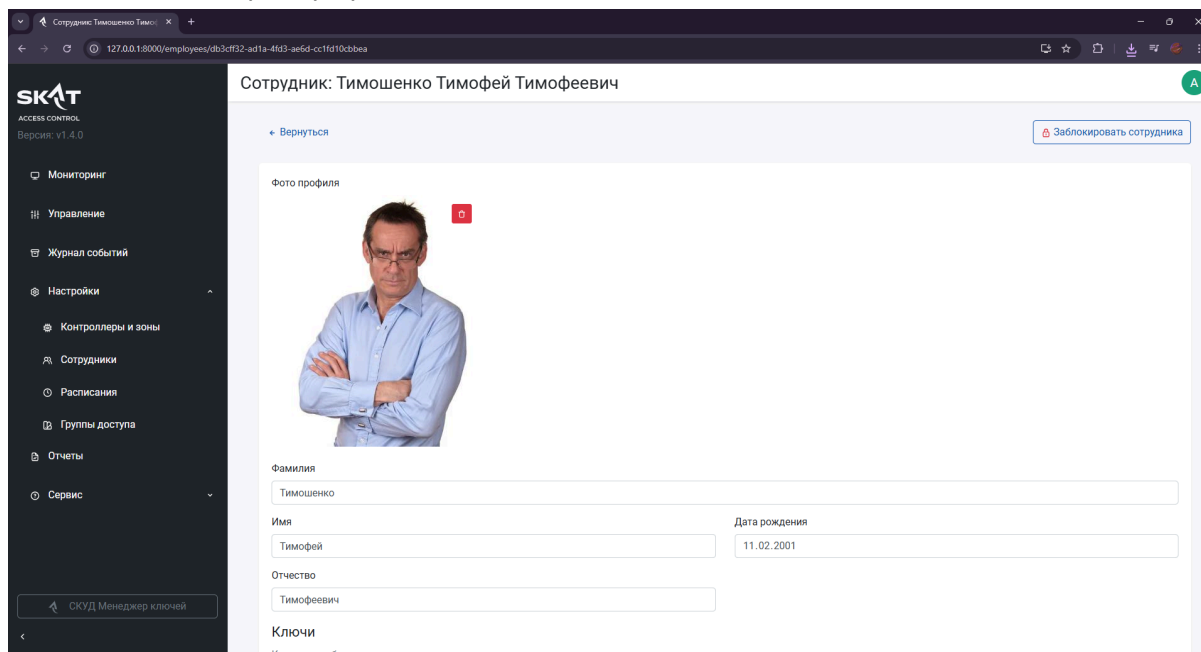 Сотрудник: Тимошенко Тимо
127.0.0.1:8000/employees/db3cff32-ad1a-4fd3-ae6d-cc1fd10cbbea
SKAT
ACCESS CONTROL
Версия: v1.4.0
Мониторинг
Управление
Журнал событий
Настройки
Контроллеры и зоны
Сотрудники
Расписания
Группы доступа
Отчеты
Сервис
СКУД Менеджер ключей
Сотрудник: Тимошенко Тимофей Тимофеевич
A
← Вернуться
Заблокировать сотрудника
Фото профиля
Фамилия
Тимошенко
Имя
Дата рождения
Тимофей
11.02.2001
Отчество
Тимофеевич
Ключи